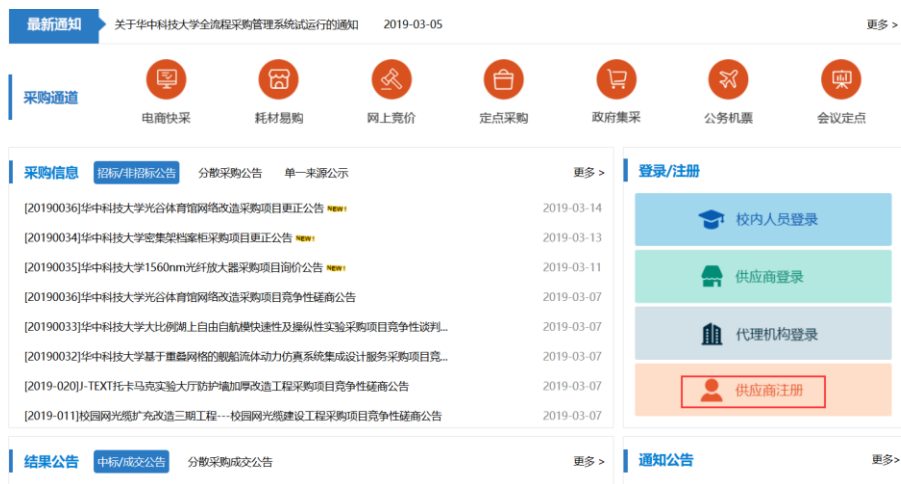 最新通知 关于华中科技大学全流程采购管理系统试运行的通知 2019-03-05 更多 >
采购通道
电商快采 耗材易购 网上竞价 定点采购 政府集采 公务机票 会议定点
采购信息 招标/非招标公告 分散采购公告 单一来源公示 更多 >
[20190036]华中科技大学光谷体育馆网络改造采购项目更正公告 NEW! 2019-03-14
[20190034]华中科技大学密集架档案柜采购项目更正公告 NEW! 2019-03-13
[20190035]华中科技大学1560nm光纤放大器采购项目询价公告 NEW! 2019-03-11
[20190036]华中科技大学光谷体育馆网络改造采购项目竞争性磋商公告 2019-03-07
[20190033]华中科技大学大比例湖上自由自航模快速性及操纵性实验采购项目竞争性谈判... 2019-03-07
[20190032]华中科技大学基于重叠网格的舰船流体动力仿真系统集成设计服务采购项目竞... 2019-03-07
[2019-020]J-TEXT托卡马克实验大厅防护墙加厚改造工程采购项目竞争性磋商公告 2019-03-07
[2019-011]校园网光缆扩充改造三期工程---校园网光缆建设工程采购项目竞争性磋商公告 2019-03-07
登录/注册
校内人员登录
供应商登录
代理机构登录
供应商注册
结果公告 中标/成交公告 分散采购成交公告 更多 >
通知公告 更多>